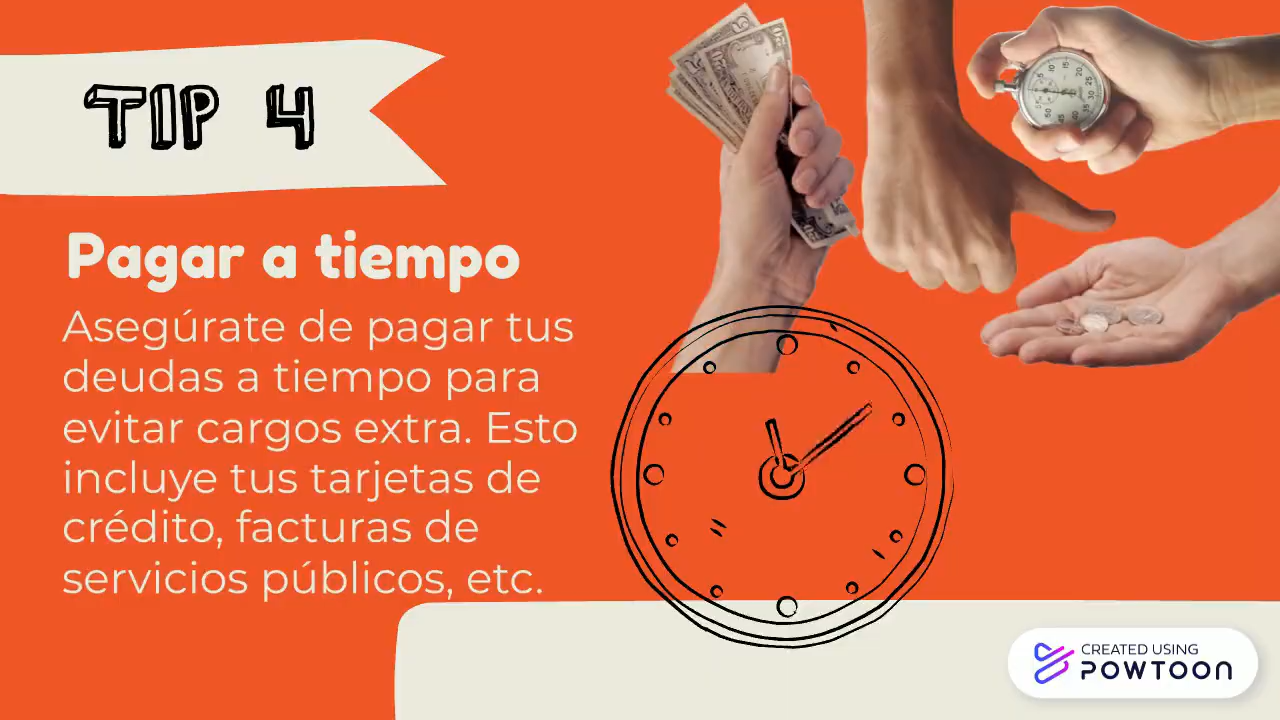 TIP 4
Pagar a tiempo
Asegúrate de pagar tus
deudas a tiempo para
evitar cargos extra. Esto
incluye tus tarjetas de
crédito, facturas de
servicios públicos, etc.
CREATED USING
POWTOON